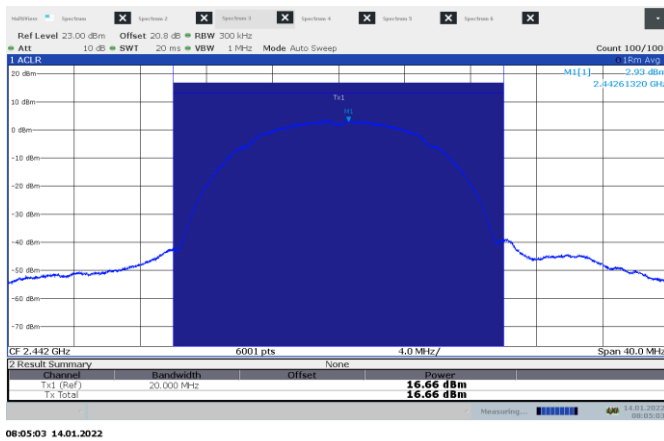 MultiView Spectrum X Spectrum 2 X Spectrum 3 X Spectrum 4 X Spectrum 5 X Spectrum 6 X
Ref Level 23.00 dBm Offset 20.8 dB RBW 300 kHz
Att 10 dB SWT 20 ms VBW 1 MHz Mode Auto Sweep Count 100/100
1 ACLR 1Rm Avg
20 dBm M1[1] 2.93 dBm
2.44261320 GHz
Tx1
10 dBm
M1
0 dBm
-10 dBm
-20 dBm
-30 dBm
-40 dBm
-50 dBm
-60 dBm
-70 dBm
CF 2.442 GHz 6001 pts 4.0 MHz/ Span 40.0 MHz
2 Result Summary None
Channel Bandwidth Offset Power
Tx1 (Ref) 20.000 MHz 16.66 dBm
Tx Total 16.66 dBm
Measuring... 14.01.2022
08:05:03
08:05:03 14.01.2022